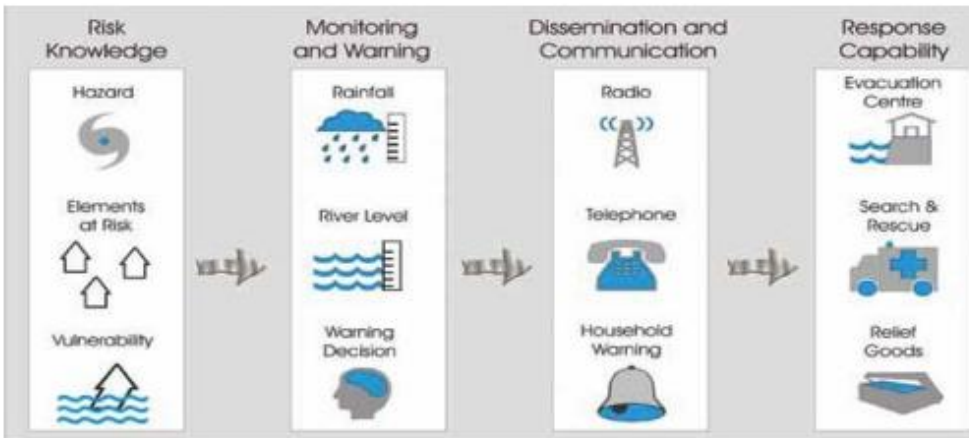 Risk
Knowledge
Hazard
Elements
at Risk
Vulnerability
Monitoring
and Warning
Rainfall
River Level
Warning
Decision
Dissemination and
Communication
Radio
Telephone
Household
Warning
Response
Capability
Evacuation
Centre
Search &
Rescue
Relief
Goods